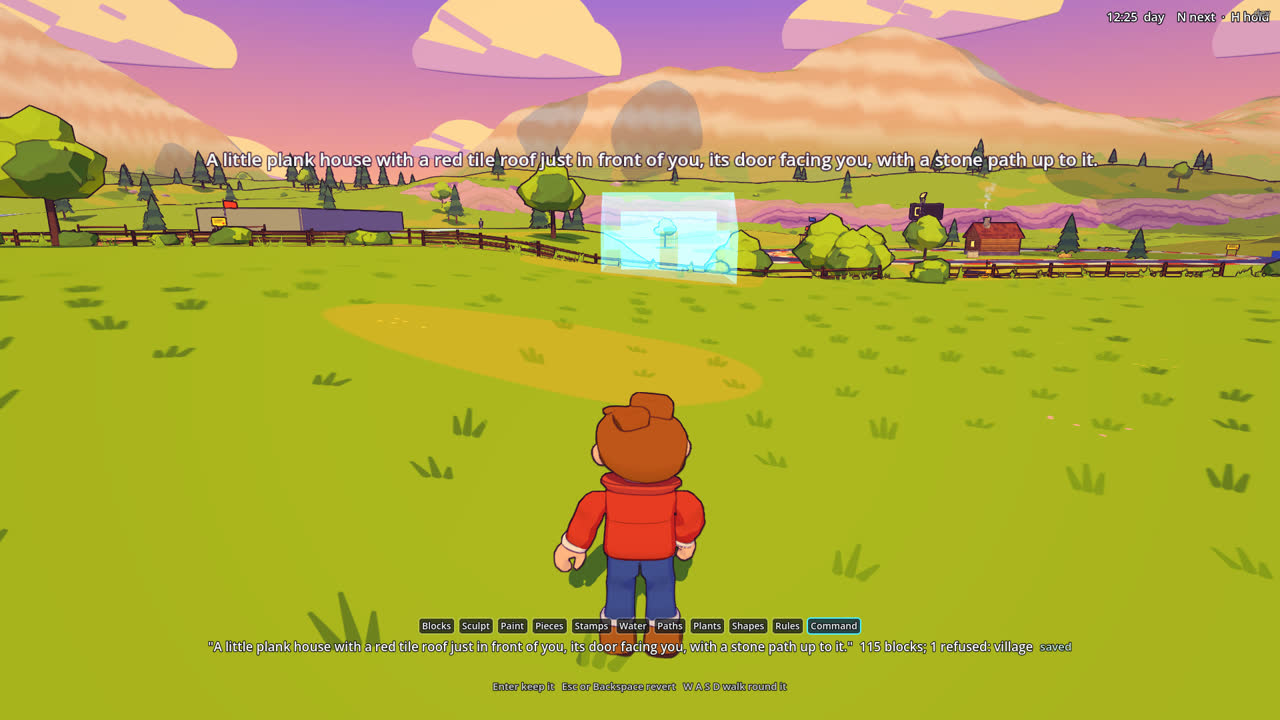 12:25 day N next · H hold
A little plank house with a red tile roof just in front of you, its door facing you, with a stone path up to it.
Blocks Sculpt Paint Pieces Stamps Water Paths Plants Shapes Rules Command
"A little plank house with a red tile roof just in front of you, its door facing you, with a stone path up to it." 115 blocks; 1 refused: village saved
Enter keep it Esc or Backspace revert W A S D walk round it